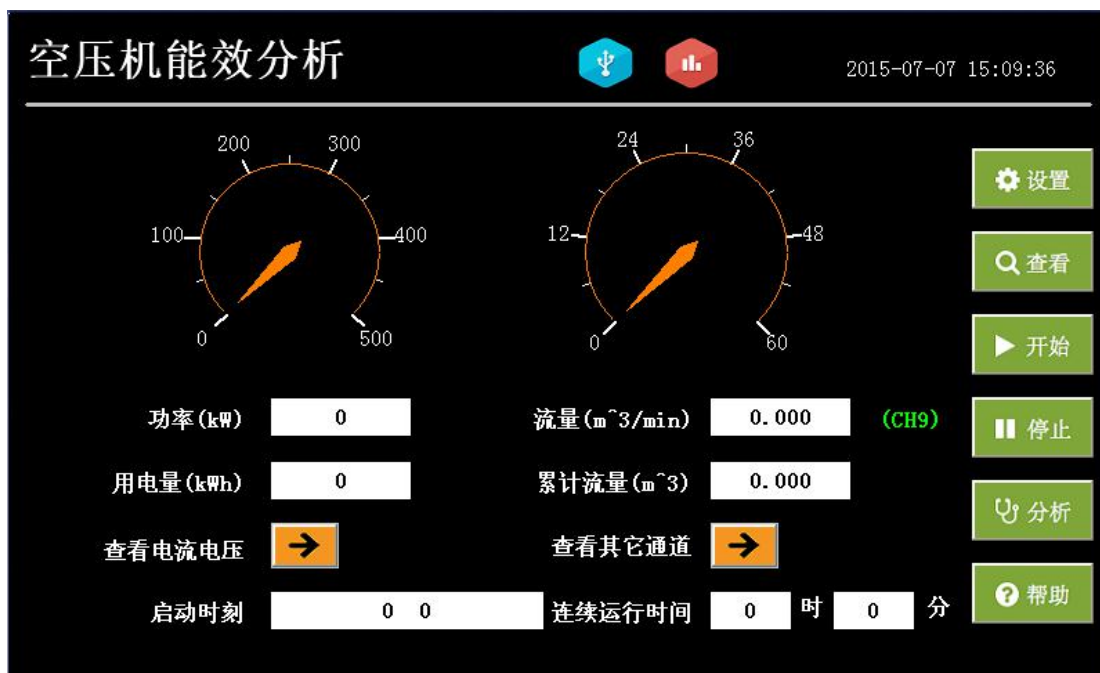 空压机能效分析
2015-07-07 15:09:36
200 300
100 400
0 500
24 36
12 48
0 60
设置
查看
开始
停止
分析
帮助
功率(kW) 0 流量(m^3/min) 0.000 (CH9)
用电量(kWh) 0 累计流量(m^3) 0.000
查看电流电压 查看其它通道
启动时刻 0 0 连续运行时间 0 时 0 分